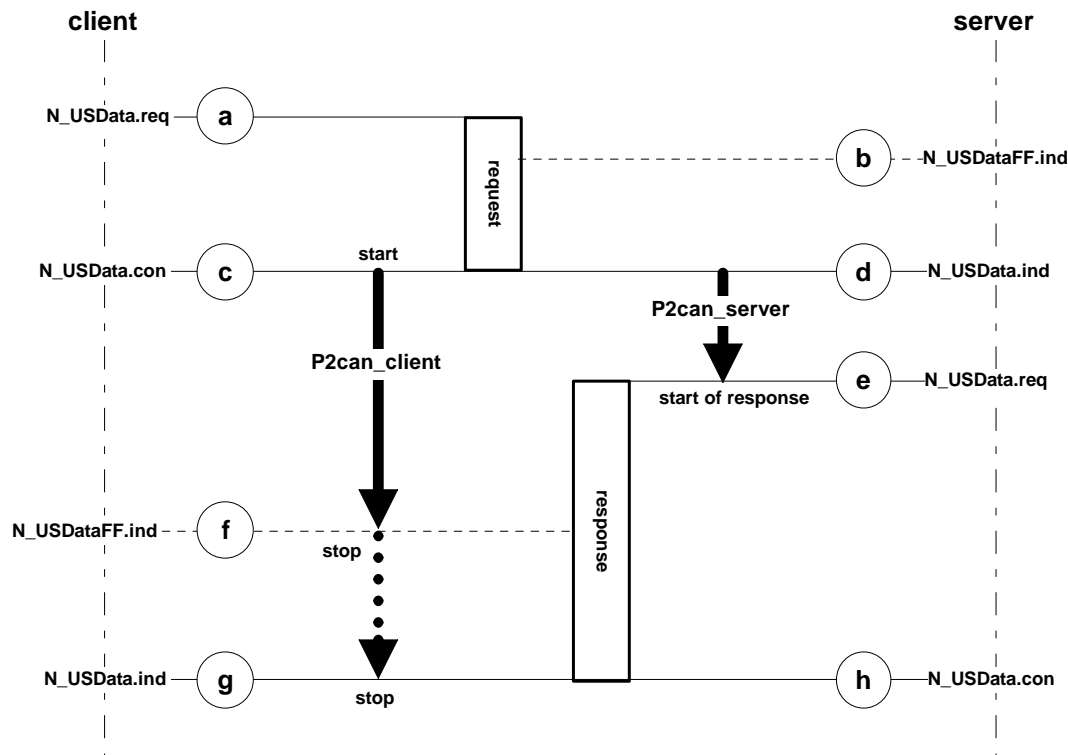 client
server
N_USData.req
a
request
b
N_USDataFF.ind
N_USData.con
c
start
d
N_USData.ind
P2can_server
P2can_client
e
N_USData.req
start of response
response
N_USDataFF.ind
f
stop
N_USData.ind
g
stop
h
N_USData.con